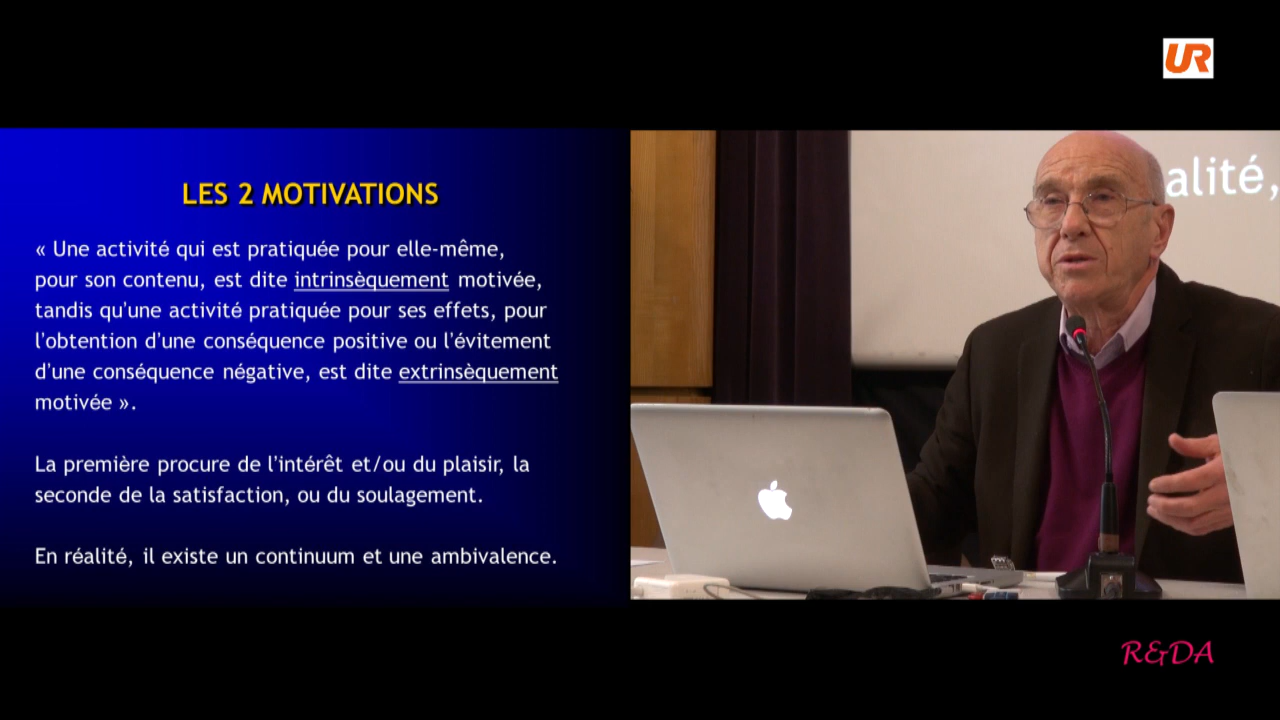 UR
LES 2 MOTIVATIONS
« Une activité qui est pratiquée pour elle-même,
pour son contenu, est dite intrinsèquement motivée,
tandis qu'une activité pratiquée pour ses effets, pour
l'obtention d'une conséquence positive ou l'évitement
d'une conséquence négative, est dite extrinsèquement
motivée ».
La première procure de l'intérêt et/ou du plaisir, la
seconde de la satisfaction, ou du soulagement.
En réalité, il existe un continuum et une ambivalence.
alité,
R&DA